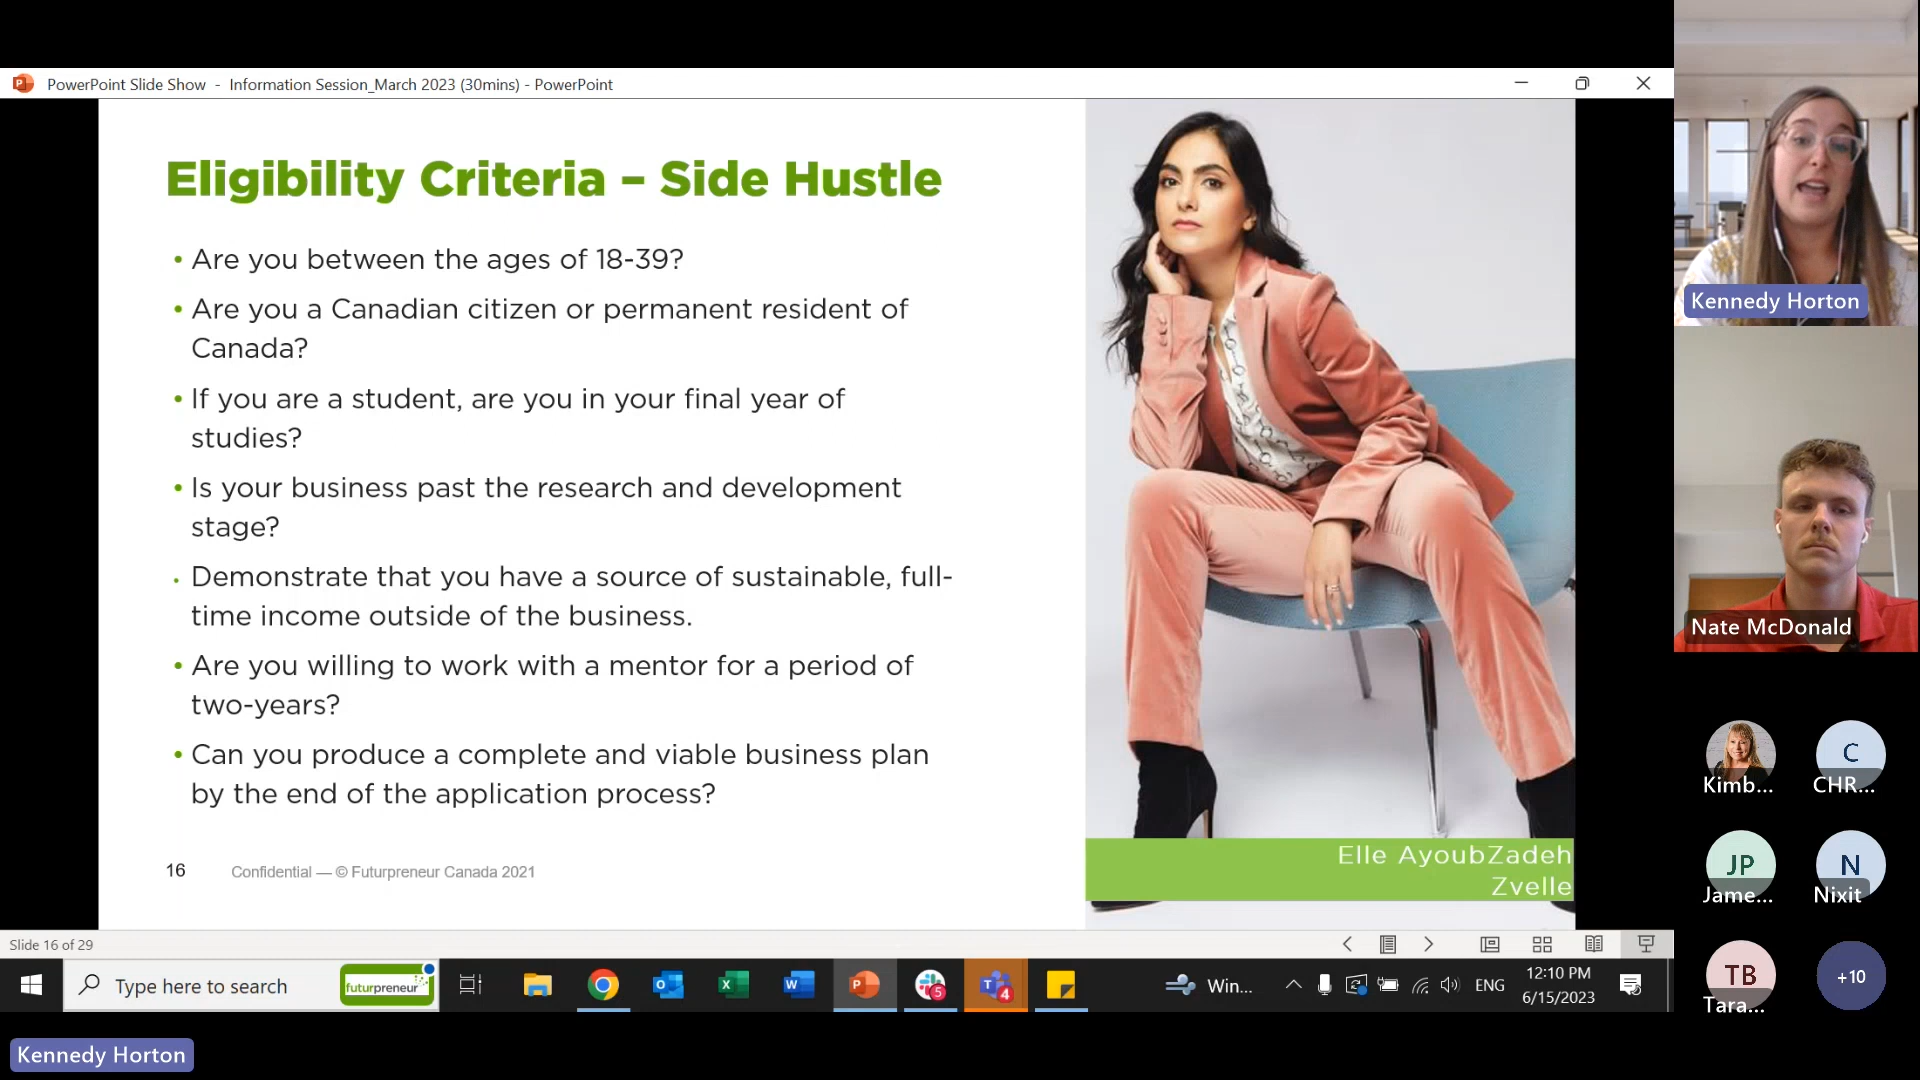 PowerPoint Slide Show - Information Session_March 2023 (30mins) - PowerPoint
Eligibility Criteria – Side Hustle
• Are you between the ages of 18-39?
• Are you a Canadian citizen or permanent resident of
Canada?
• If you are a student, are you in your final year of
studies?
• Is your business past the research and development
stage?
• Demonstrate that you have a source of sustainable, full-
time income outside of the business.
• Are you willing to work with a mentor for a period of
two-years?
• Can you produce a complete and viable business plan
by the end of the application process?
16
Confidential — © Futurpreneur Canada 2021
Elle AyoubZadeh
Zvelle
Slide 16 of 29
Type here to search
futurpreneur
5
4
Win...
ENG
12:10 PM
6/15/2023
Kennedy Horton
Nate McDonald
Kimb...
C
CHR...
JP
Jame...
N
Nixit
TB
Tara...
+10
Kennedy Horton